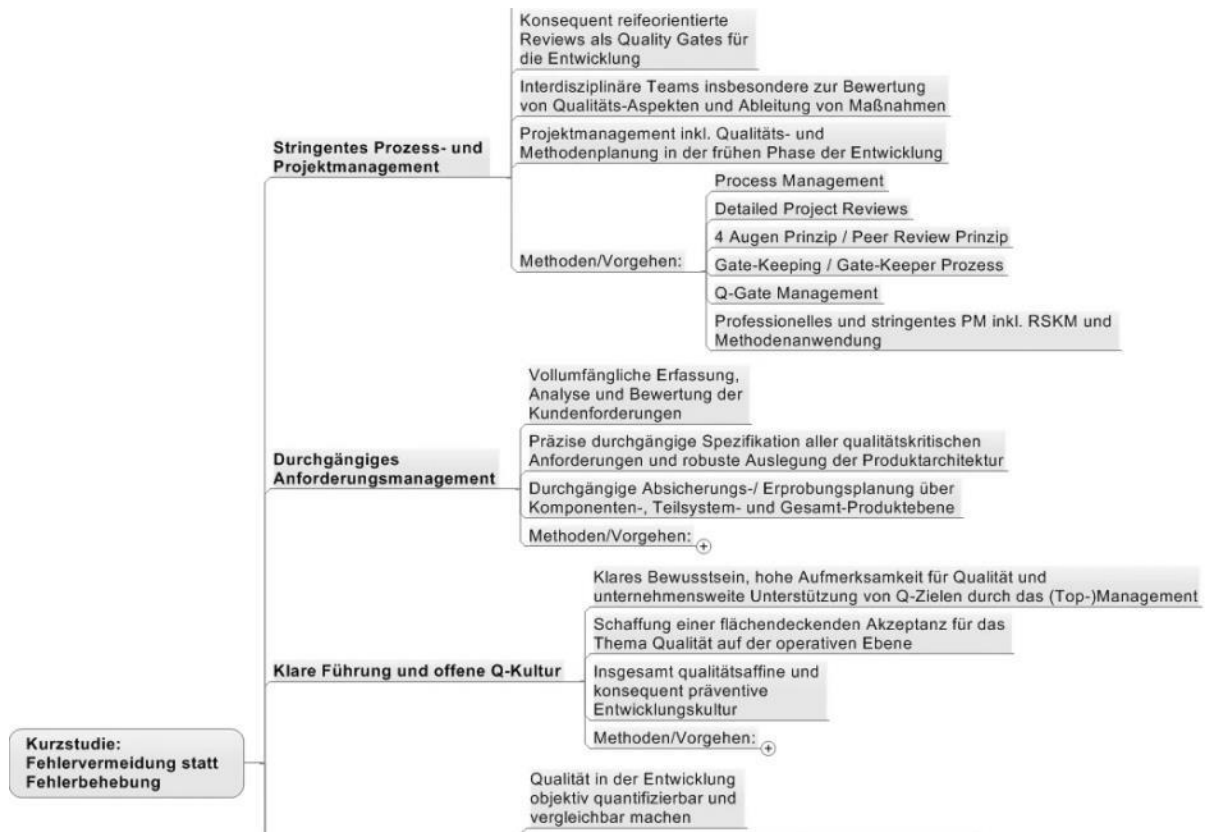 Konsequent reifeorientierte
Reviews als Quality Gates für
die Entwicklung
Interdisziplinäre Teams insbesondere zur Bewertung
von Qualitäts-Aspekten und Ableitung von Maßnahmen
Stringentes Prozess- und
Projektmanagement
Projektmanagement inkl. Qualitäts- und
Methodenplanung in der frühen Phase der Entwicklung
Methoden/Vorgehen:
Process Management
Detailed Project Reviews
4 Augen Prinzip / Peer Review Prinzip
Gate-Keeping / Gate-Keeper Prozess
Q-Gate Management
Professionelles und stringentes PM inkl. RSKM und
Methodenanwendung
Durchgängiges
Anforderungsmanagement
Vollumfängliche Erfassung,
Analyse und Bewertung der
Kundenforderungen
Präzise durchgängige Spezifikation aller qualitätskritischen
Anforderungen und robuste Auslegung der Produktarchitektur
Durchgängige Absicherungs-/ Erprobungsplanung über
Komponenten-, Teilsystem- und Gesamt-Produktebene
Methoden/Vorgehen:
Klare Führung und offene Q-Kultur
Klares Bewusstsein, hohe Aufmerksamkeit für Qualität und
unternehmensweite Unterstützung von Q-Zielen durch das (Top-)Management
Schaffung einer flächendeckenden Akzeptanz für das
Thema Qualität auf der operativen Ebene
Insgesamt qualitätsaffine und
konsequent präventive
Entwicklungskultur
Methoden/Vorgehen:
Kurzstudie:
Fehlervermeidung statt
Fehlerbehebung
Qualität in der Entwicklung
objektiv quantifizierbar und
vergleichbar machen